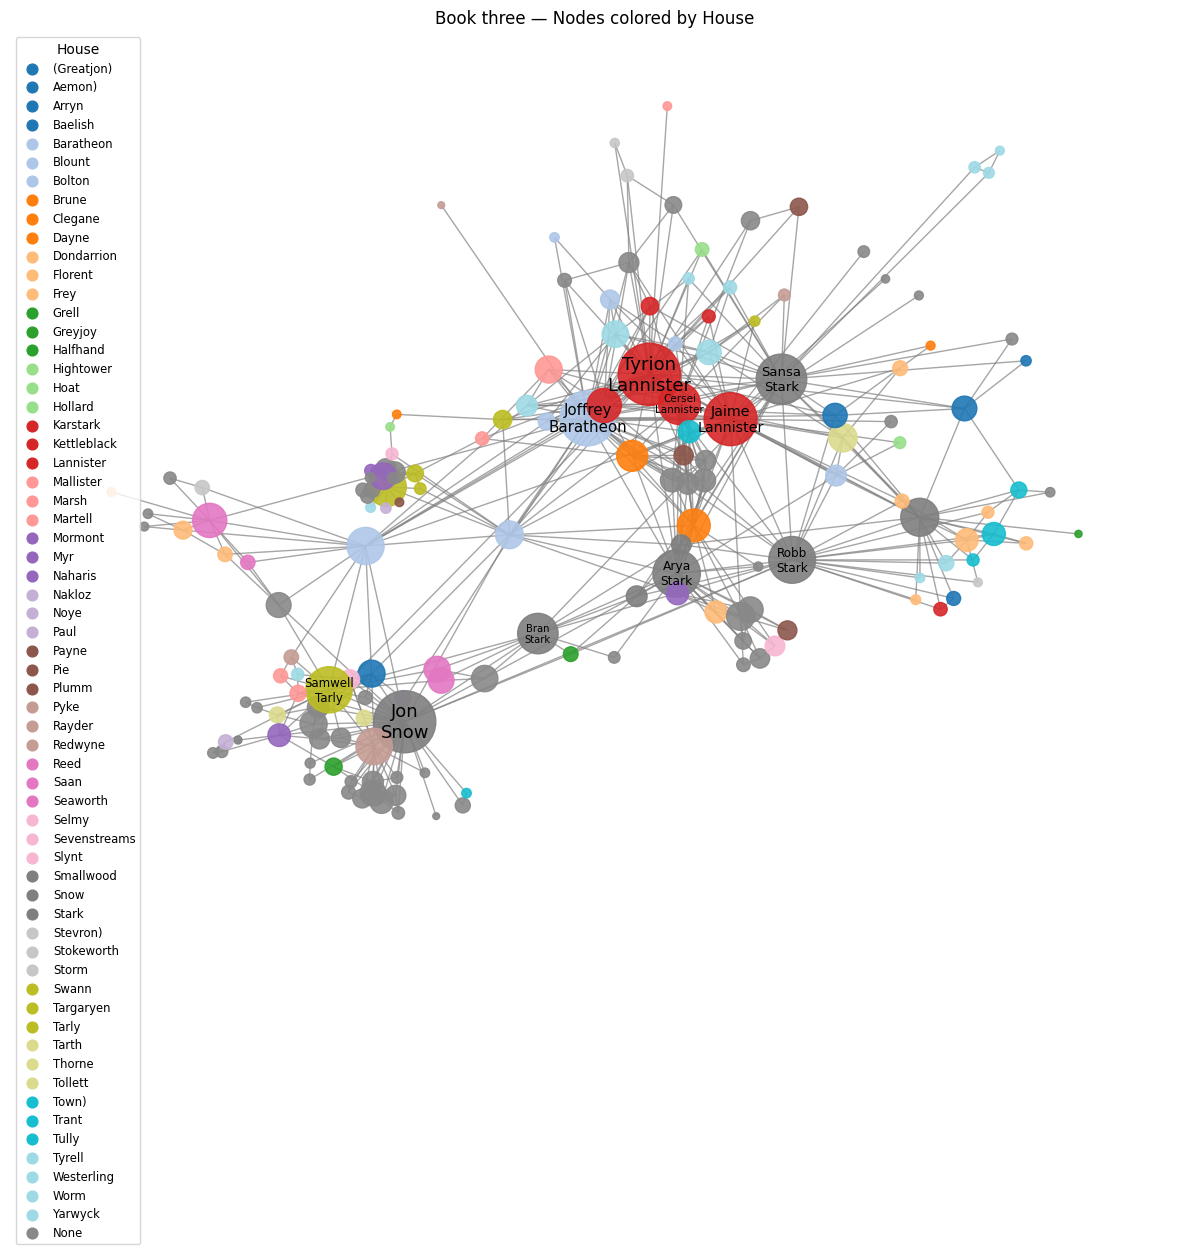 Book three — Nodes colored by House
House
(Greatjon)
Aemon)
Arryn
Baelish
Baratheon
Blount
Bolton
Brune
Clegane
Dayne
Dondarrion
Florent
Frey
Grell
Greyjoy
Halfhand
Hightower
Hoat
Hollard
Karstark
Kettleblack
Lannister
Mallister
Marsh
Martell
Mormont
Myr
Naharis
Nakloz
Noye
Paul
Payne
Pie
Plumm
Pyke
Rayder
Redwyne
Reed
Saan
Seaworth
Selmy
Sevenstreams
Slynt
Smallwood
Snow
Stark
Stevron)
Stokeworth
Storm
Swann
Targaryen
Tarly
Tarth
Thorne
Tollett
Town)
Trant
Tully
Tyrell
Westerling
Worm
Yarwyck
None
Tyrion
Lannister
Sansa
Stark
Cersei
Lannister
Joffrey
Baratheon
Jaime
Lannister
Robb
Stark
Arya
Stark
Bran
Stark
Samwell
Tarly
Jon
Snow